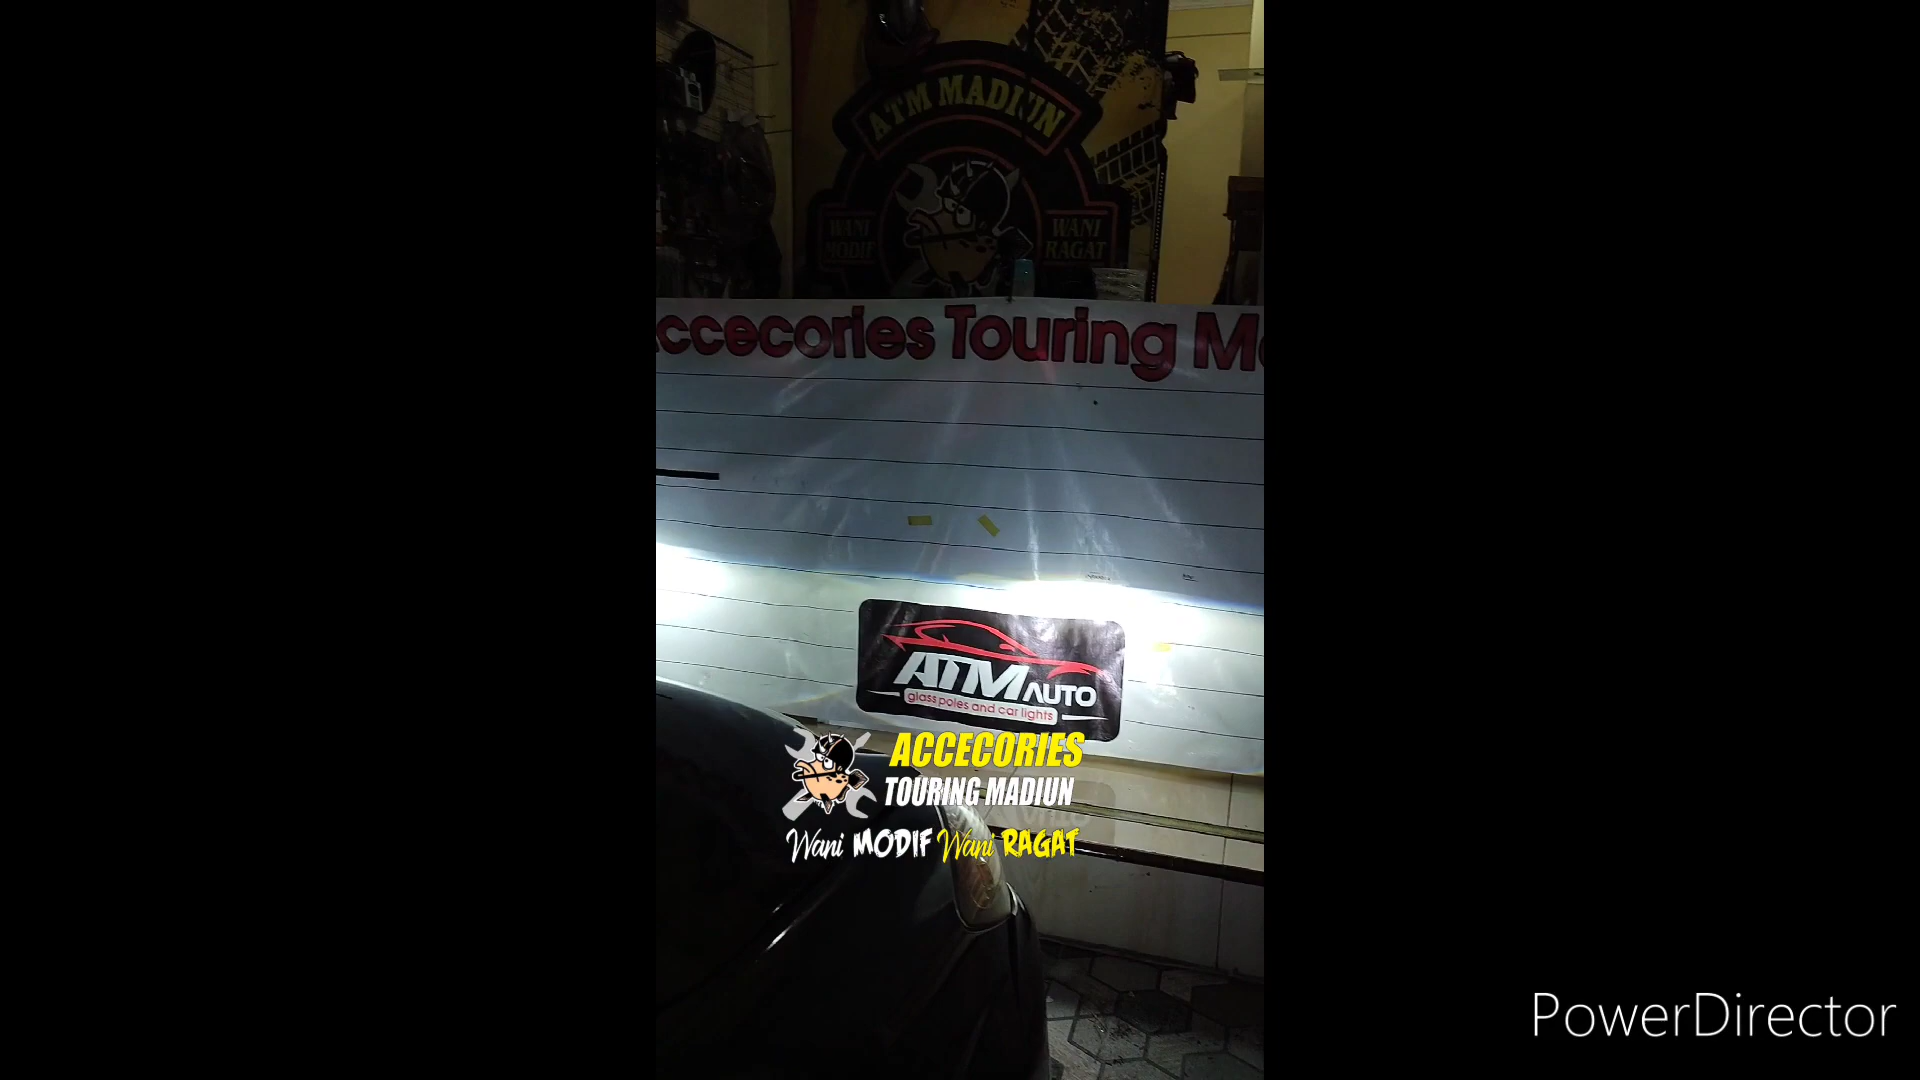 ATM MADIUN
WANI
MODIF
WANI
RAGAT
ccecories Touring M
ATM AUTO
glass poles and car lights
ACCECORIES
TOURING MADIUN
Wani MODIF Wani RAGAT
PowerDirector